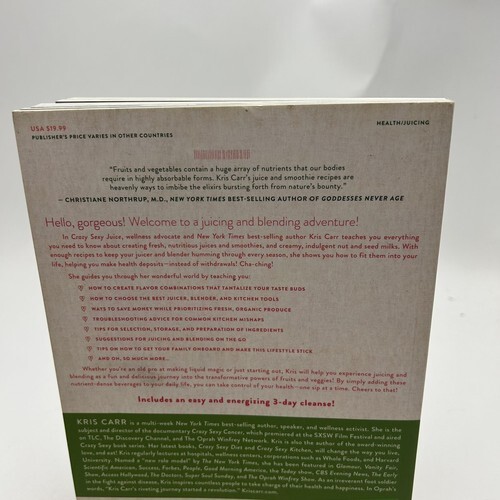 USA $19.99
PUBLISHER'S PRICE VARIES IN OTHER COUNTRIES
HEALTH/JUICING
"Fruits and vegetables contain a huge array of nutrients that our bodies
require in highly absorbable forms. Kris Carr's juice and smoothie recipes are
heavenly ways to imbibe the elixirs bursting forth from nature's bounty."
– CHRISTIANE NORTHRUP, M.D., NEW YORK TIMES BEST-SELLING AUTHOR OF GODDESSES NEVER AGE
Hello, gorgeous! Welcome to a juicing and blending adventure!
In Crazy Sexy Juice, wellness advocate and New York Times best-selling author Kris Carr teaches you everything
you need to know about creating fresh, nutritious juices and smoothies, and creamy, indulgent nut and seed milks. With
enough recipes to keep your juicer and blender humming through every season, she shows you how to fit them into your
life, helping you make health deposits—instead of withdrawals! Cha-ching!
She guides you through her wonderful world by teaching you:
HOW TO CREATE FLAVOR COMBINATIONS THAT TANTALIZE YOUR TASTE BUDS
HOW TO CHOOSE THE BEST JUICER, BLENDER, AND KITCHEN TOOLS
WAYS TO SAVE MONEY WHILE PRIORITIZING FRESH, ORGANIC PRODUCE
TROUBLESHOOTING ADVICE FOR COMMON KITCHEN MISHAPS
TIPS FOR SELECTION, STORAGE, AND PREPARATION OF INGREDIENTS
SUGGESTIONS FOR JUICING AND BLENDING ON THE GO
TIPS ON HOW TO GET YOUR FAMILY ONBOARD AND MAKE THIS LIFESTYLE STICK
AND OH, SO MUCH MORE...
Whether you're an old pro at making liquid magic or just starting out, Kris will help you experience juicing and
blending as a fun and delicious journey into the transformative powers of fruits and veggies! By simply adding these
nutrient-dense beverages to your daily life, you can take control of your health—one sip at a time. Cheers to that!
Includes an easy and energizing 3-day cleanse!
KRIS CARR is a multi-week New York Times best-selling author, speaker, and wellness activist. She is the
subject and director of the documentary Crazy Sexy Cancer, which premiered at the SXSW Film Festival and aired
on TLC, The Discovery Channel, and The Oprah Winfrey Network. Kris is also the author of the award-winning
Crazy Sexy book series. Her latest books, Crazy Sexy Diet and Crazy Sexy Kitchen, will change the way you live,
love, and eat! Kris regularly lectures at hospitals, wellness centers, corporations such as Whole Foods, and Harvard
University. Named a "new role model" by The New York Times, she has been featured in Glamour, Vanity Fair,
Scientific American, Success, Forbes, People, Good Morning America, the Today show, CBS Evening News, The Early
Show, Access Hollywood, The Doctors, Super Soul Sunday, and The Oprah Winfrey Show. As an irreverent foot soldier
in the fight against disease, Kris inspires countless people to take charge of their health and happiness. In Oprah's
words, "Kris Carr's riveting journey started a revolution." Kriscarr.com